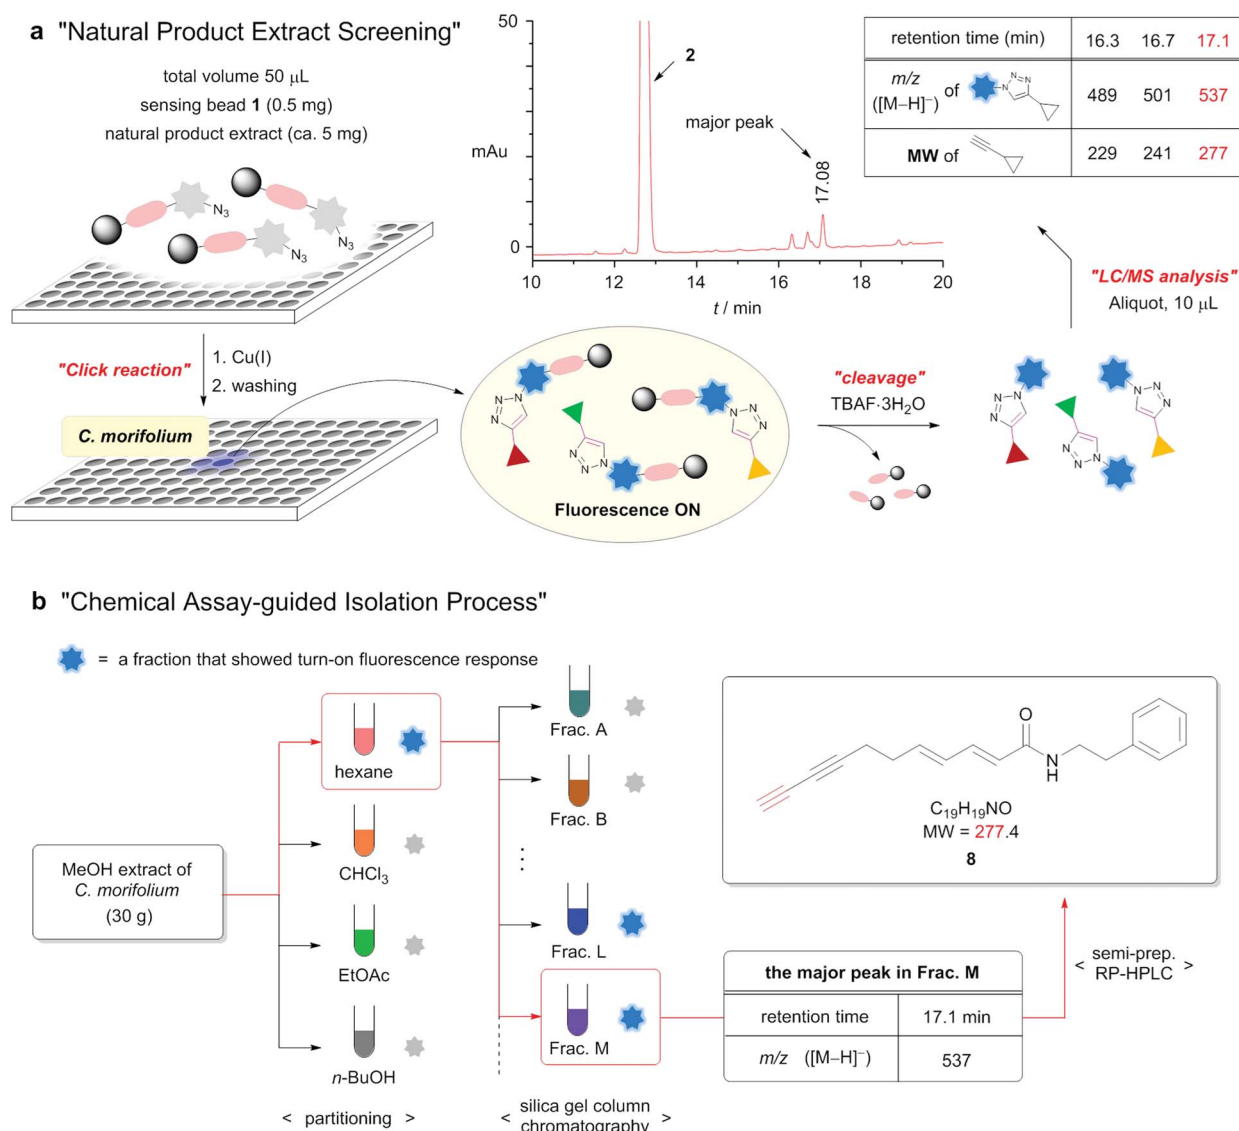 a "Natural Product Extract Screening"
total volume 50 μL
sensing bead 1 (0.5 mg)
natural product extract (ca. 5 mg)
N3
N3
N3
50
0
mAu
2
major peak
17.08
10 12 14 16 18 20
t / min
retention time (min) 16.3 16.7 17.1
m/z ([M–H]–) of N N N 489 501 537
MW of 229 241 277
"LC/MS analysis"
Aliquot, 10 μL
"Click reaction"
1. Cu(I)
2. washing
C. morifolium
N N N
N N N
N N N
Fluorescence ON
"cleavage"
TBAF·3H2O
N N N
N N N
N N N
b "Chemical Assay-guided Isolation Process"
= a fraction that showed turn-on fluorescence response
MeOH extract of
C. morifolium
(30 g)
hexane
CHCl3
EtOAc
n-BuOH
< partitioning >
Frac. A
Frac. B
⋮
Frac. L
Frac. M
< silica gel column chromatography >
the major peak in Frac. M
retention time 17.1 min
m/z ([M–H]–) 537
< semi-prep. RP-HPLC >
O
N
H
C19H19NO
MW = 277.4
8